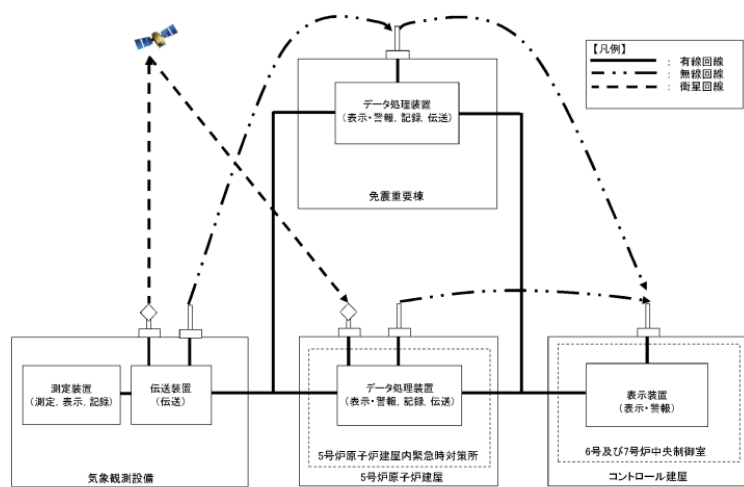 【凡例】
： 有線回線
： 無線回線
： 衛星回線
データ処理装置
(表示・警報, 記録, 伝送)
免震重要棟
測定装置
(測定, 表示, 記録)
伝送装置
(伝送)
気象観測設備
データ処理装置
(表示・警報, 記録, 伝送)
5号炉原子炉建屋内緊急時対策所
5号炉原子炉建屋
表示装置
(表示・警報)
6号及び7号炉中央制御室
コントロール建屋